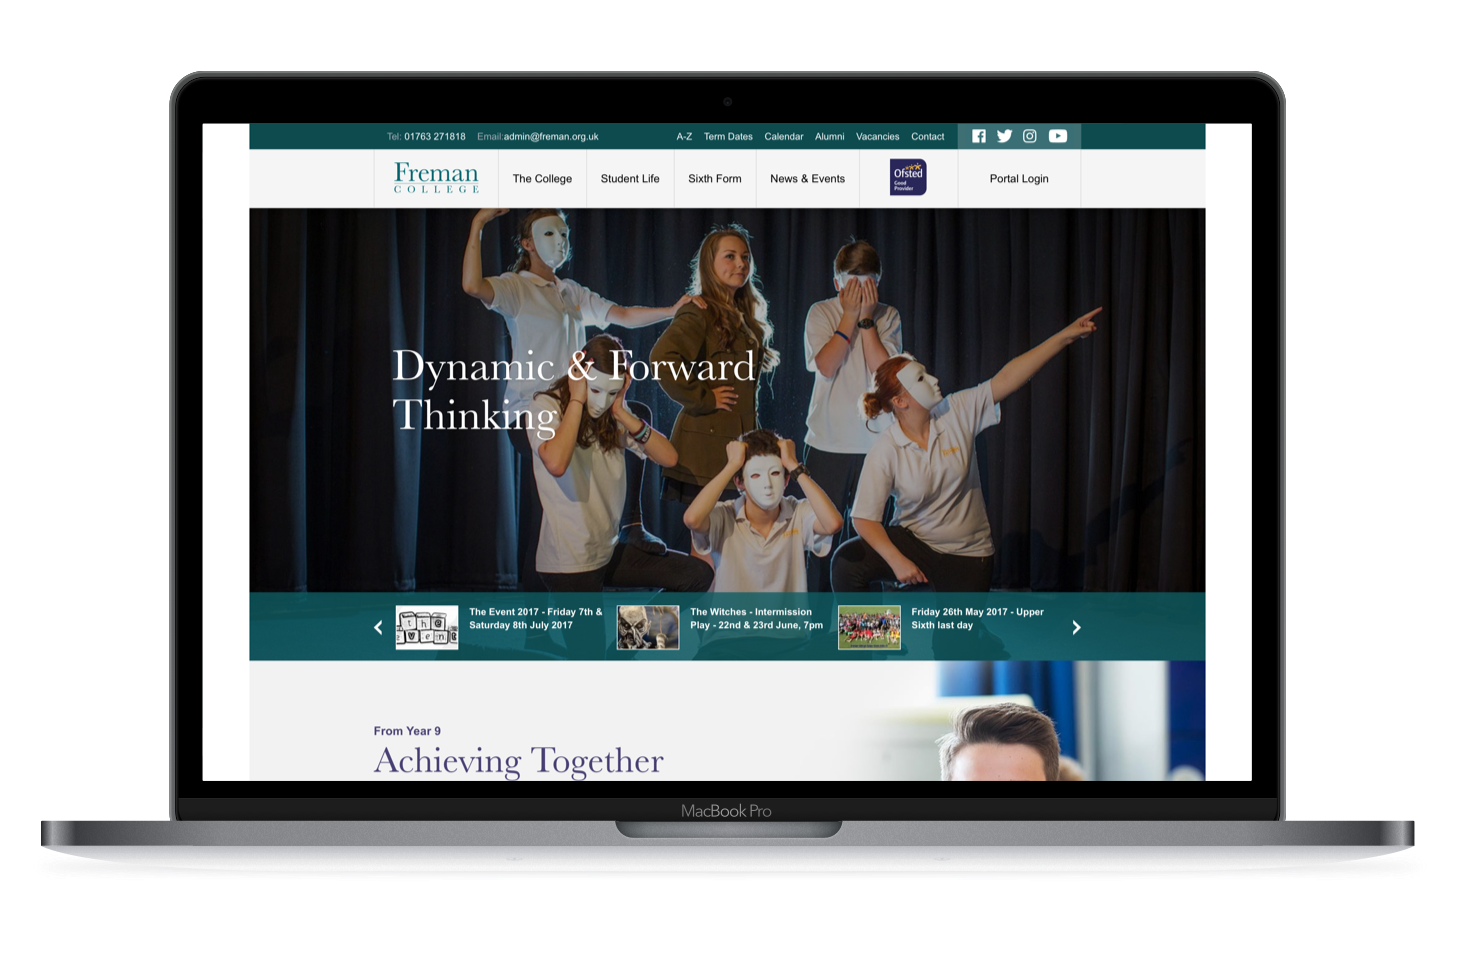 Tel: 01763 271818 Email:admin@freman.org.uk A-Z Term Dates Calendar Alumni Vacancies Contact
Freman
COLLEGE
The College Student Life Sixth Form News & Events
Ofsted
Good
Provider
Portal Login
Dynamic & Forward
Thinking
The Event 2017 - Friday 7th &
Saturday 8th July 2017
The Witches - Intermission
Play - 22nd & 23rd June, 7pm
Friday 26th May 2017 - Upper
Sixth last day
From Year 9
Achieving Together
MacBook Pro